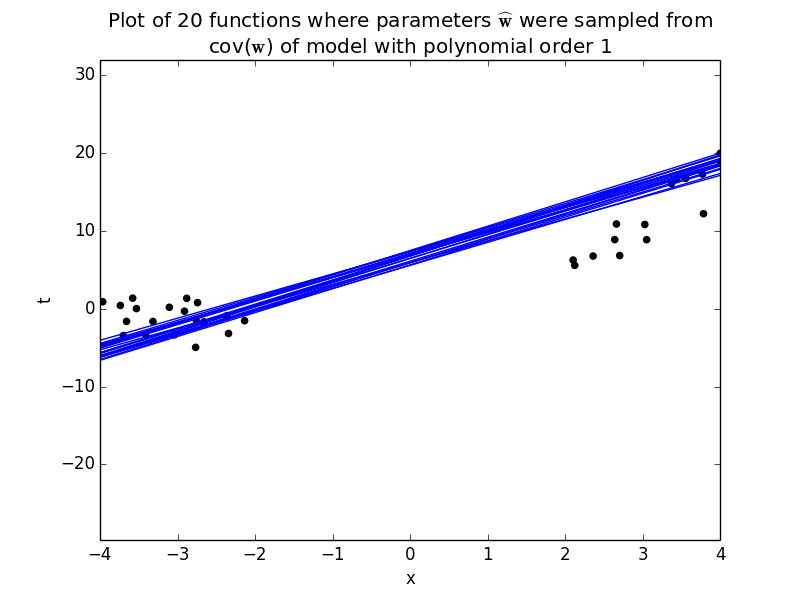 Plot of 20 functions where parameters ŵ were sampled from
cov(w) of model with polynomial order 1
30
20
10
0
−10
−20
t
−4 −3 −2 −1 0 1 2 3 4
x